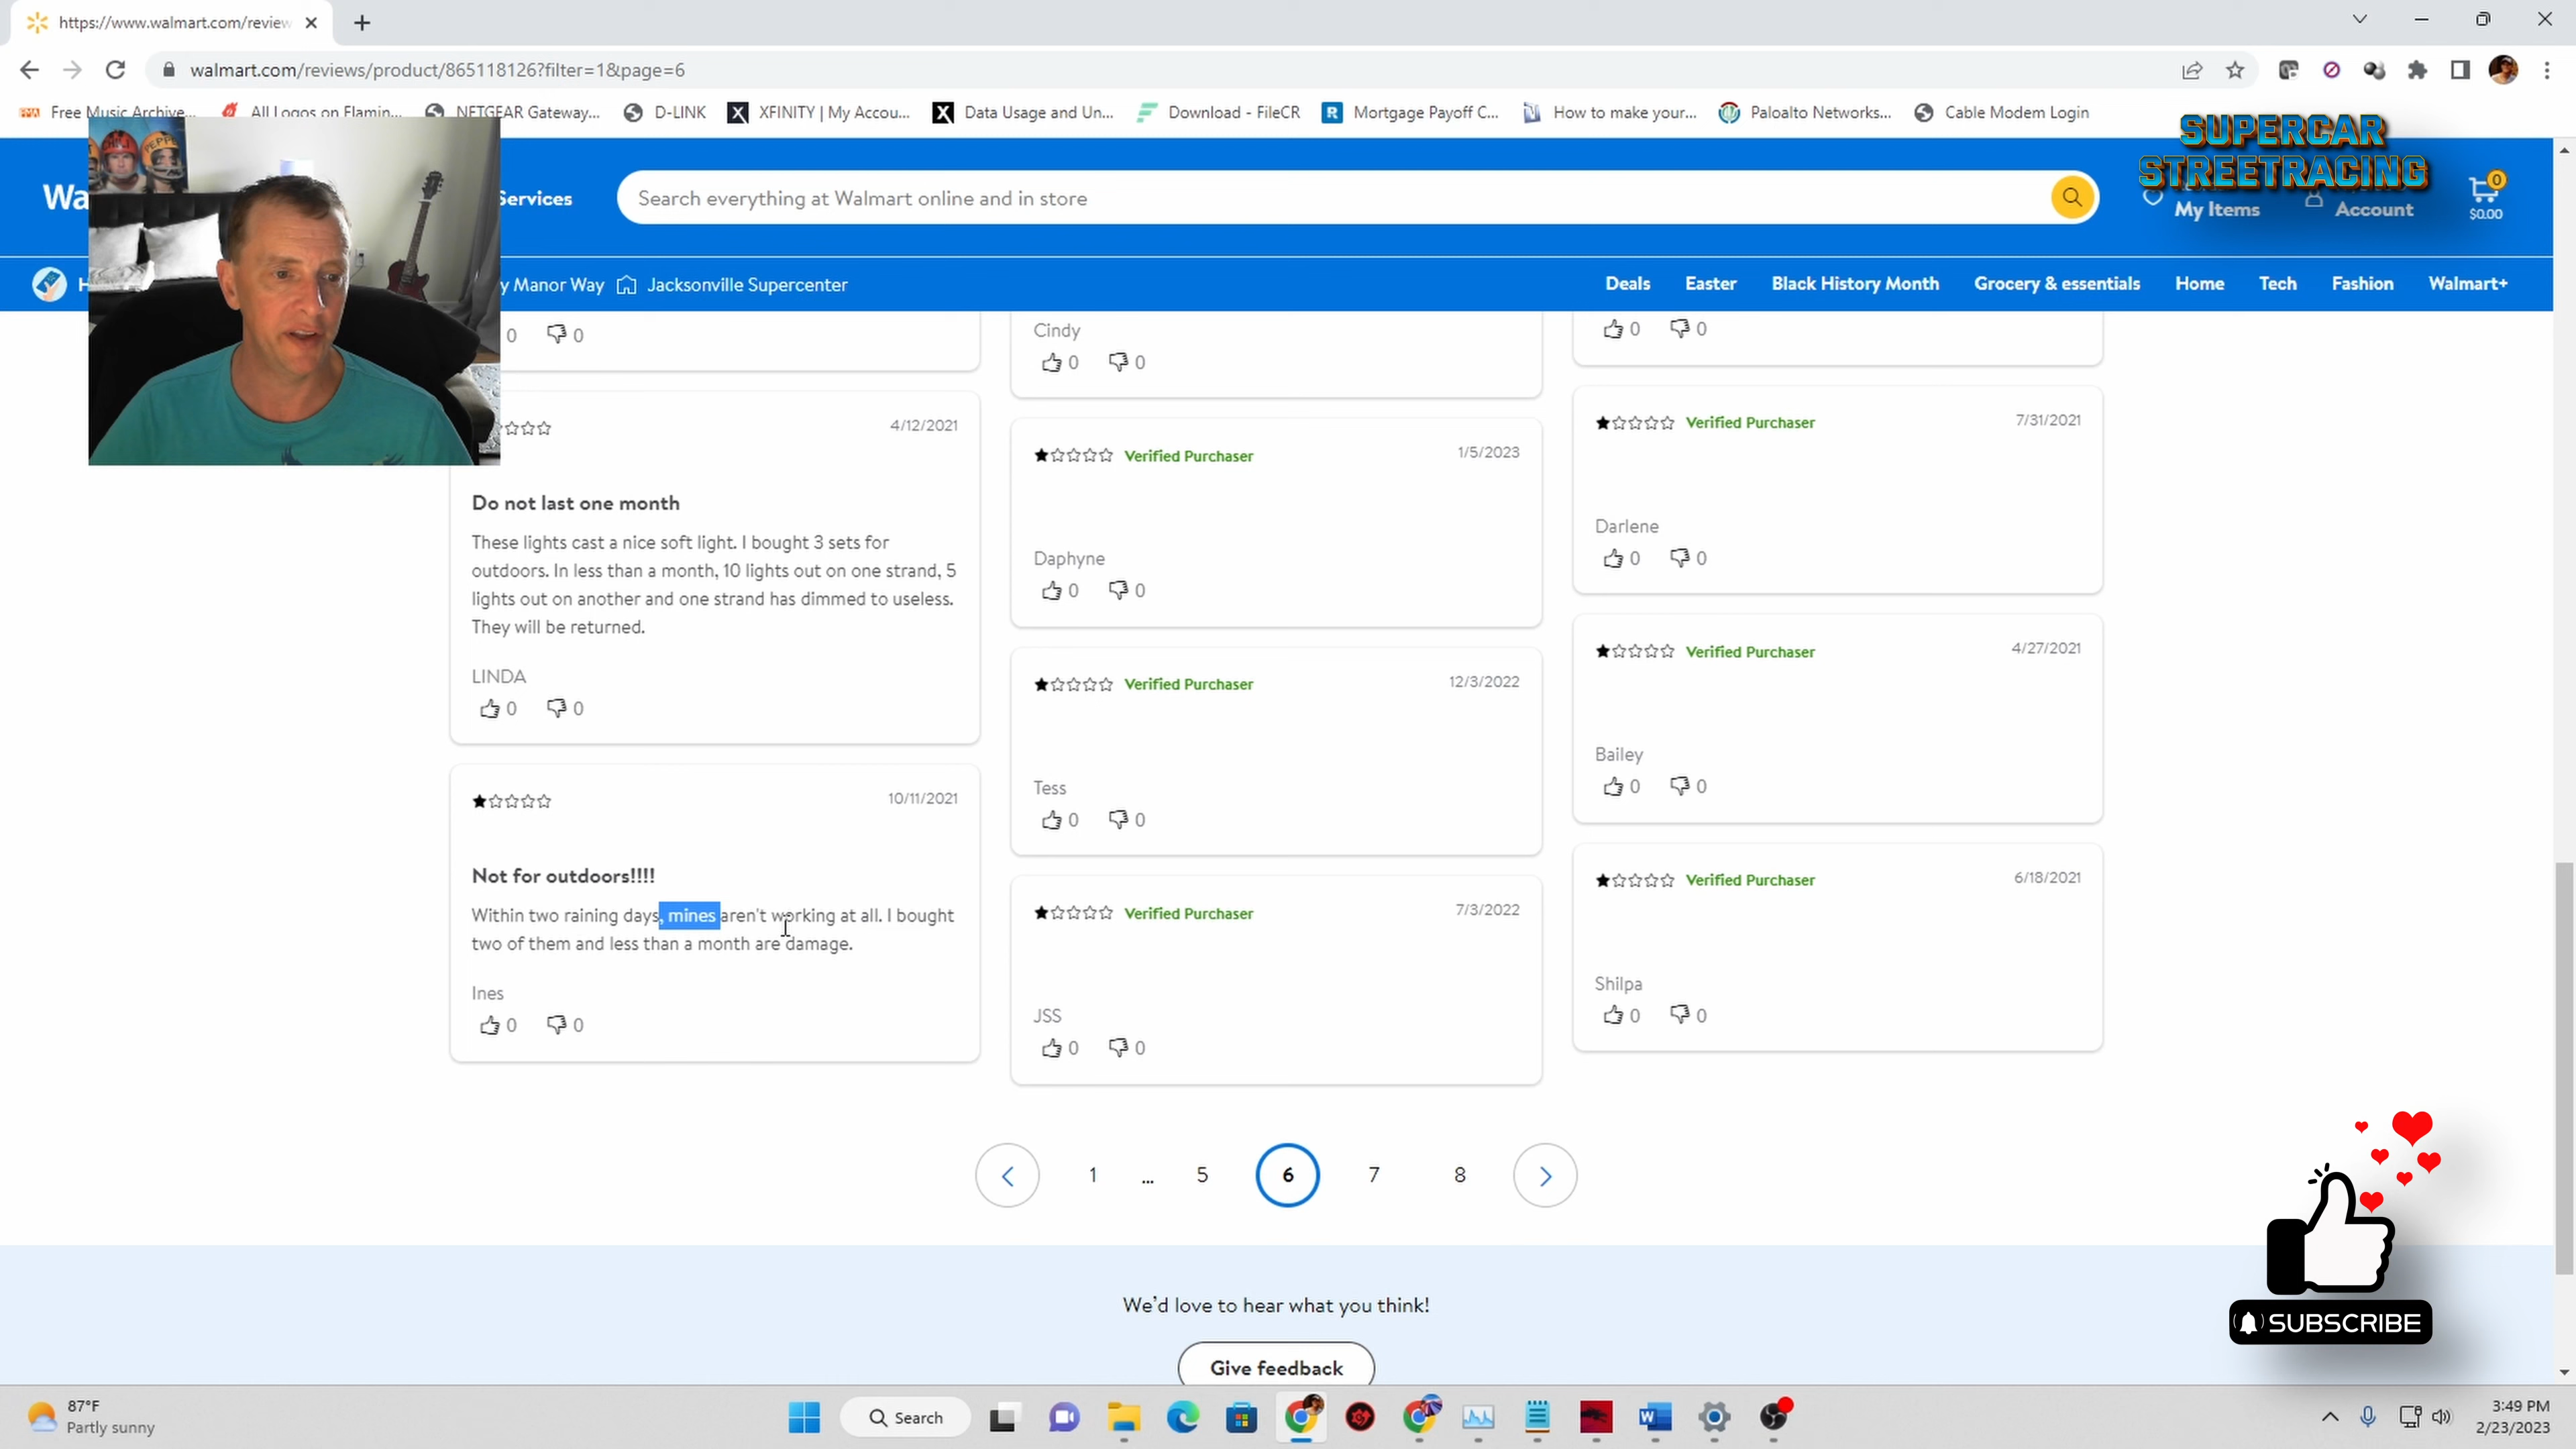 https://www.walmart.com/review
walmart.com/reviews/product/865118126?filter=1&page=6
Free Music Archive...
All Logos on Flamin...
NETGEAR Gateway...
D-LINK
XFINITY | My Accou...
Data Usage and Un...
Download - FileCR
Mortgage Payoff C...
How to make your...
Paloalto Networks...
Cable Modem Login
SUPERCAR
STREETRACING
Wa
Services
Search everything at Walmart online and in store
My Items
Account
0
$0.00
H
y Manor Way
Jacksonville Supercenter
Deals
Easter
Black History Month
Grocery & essentials
Home
Tech
Fashion
Walmart+
0
0
4/12/2021
Do not last one month
These lights cast a nice soft light. I bought 3 sets for
outdoors. In less than a month, 10 lights out on one strand, 5
lights out on another and one strand has dimmed to useless.
They will be returned.
LINDA
0
0
10/11/2021
Not for outdoors!!!!
Within two raining days, mines aren't working at all. I bought
two of them and less than a month are damage.
Ines
0
0
Cindy
0
0
Verified Purchaser
1/5/2023
Daphyne
0
0
Verified Purchaser
12/3/2022
Tess
0
0
Verified Purchaser
7/3/2022
JSS
0
0
0
0
Verified Purchaser
7/31/2021
Darlene
0
0
Verified Purchaser
4/27/2021
Bailey
0
0
Verified Purchaser
6/18/2021
Shilpa
0
0
1
...
5
6
7
8
We'd love to hear what you think!
Give feedback
SUBSCRIBE
87°F
Partly sunny
Search
3:49 PM
2/23/2023